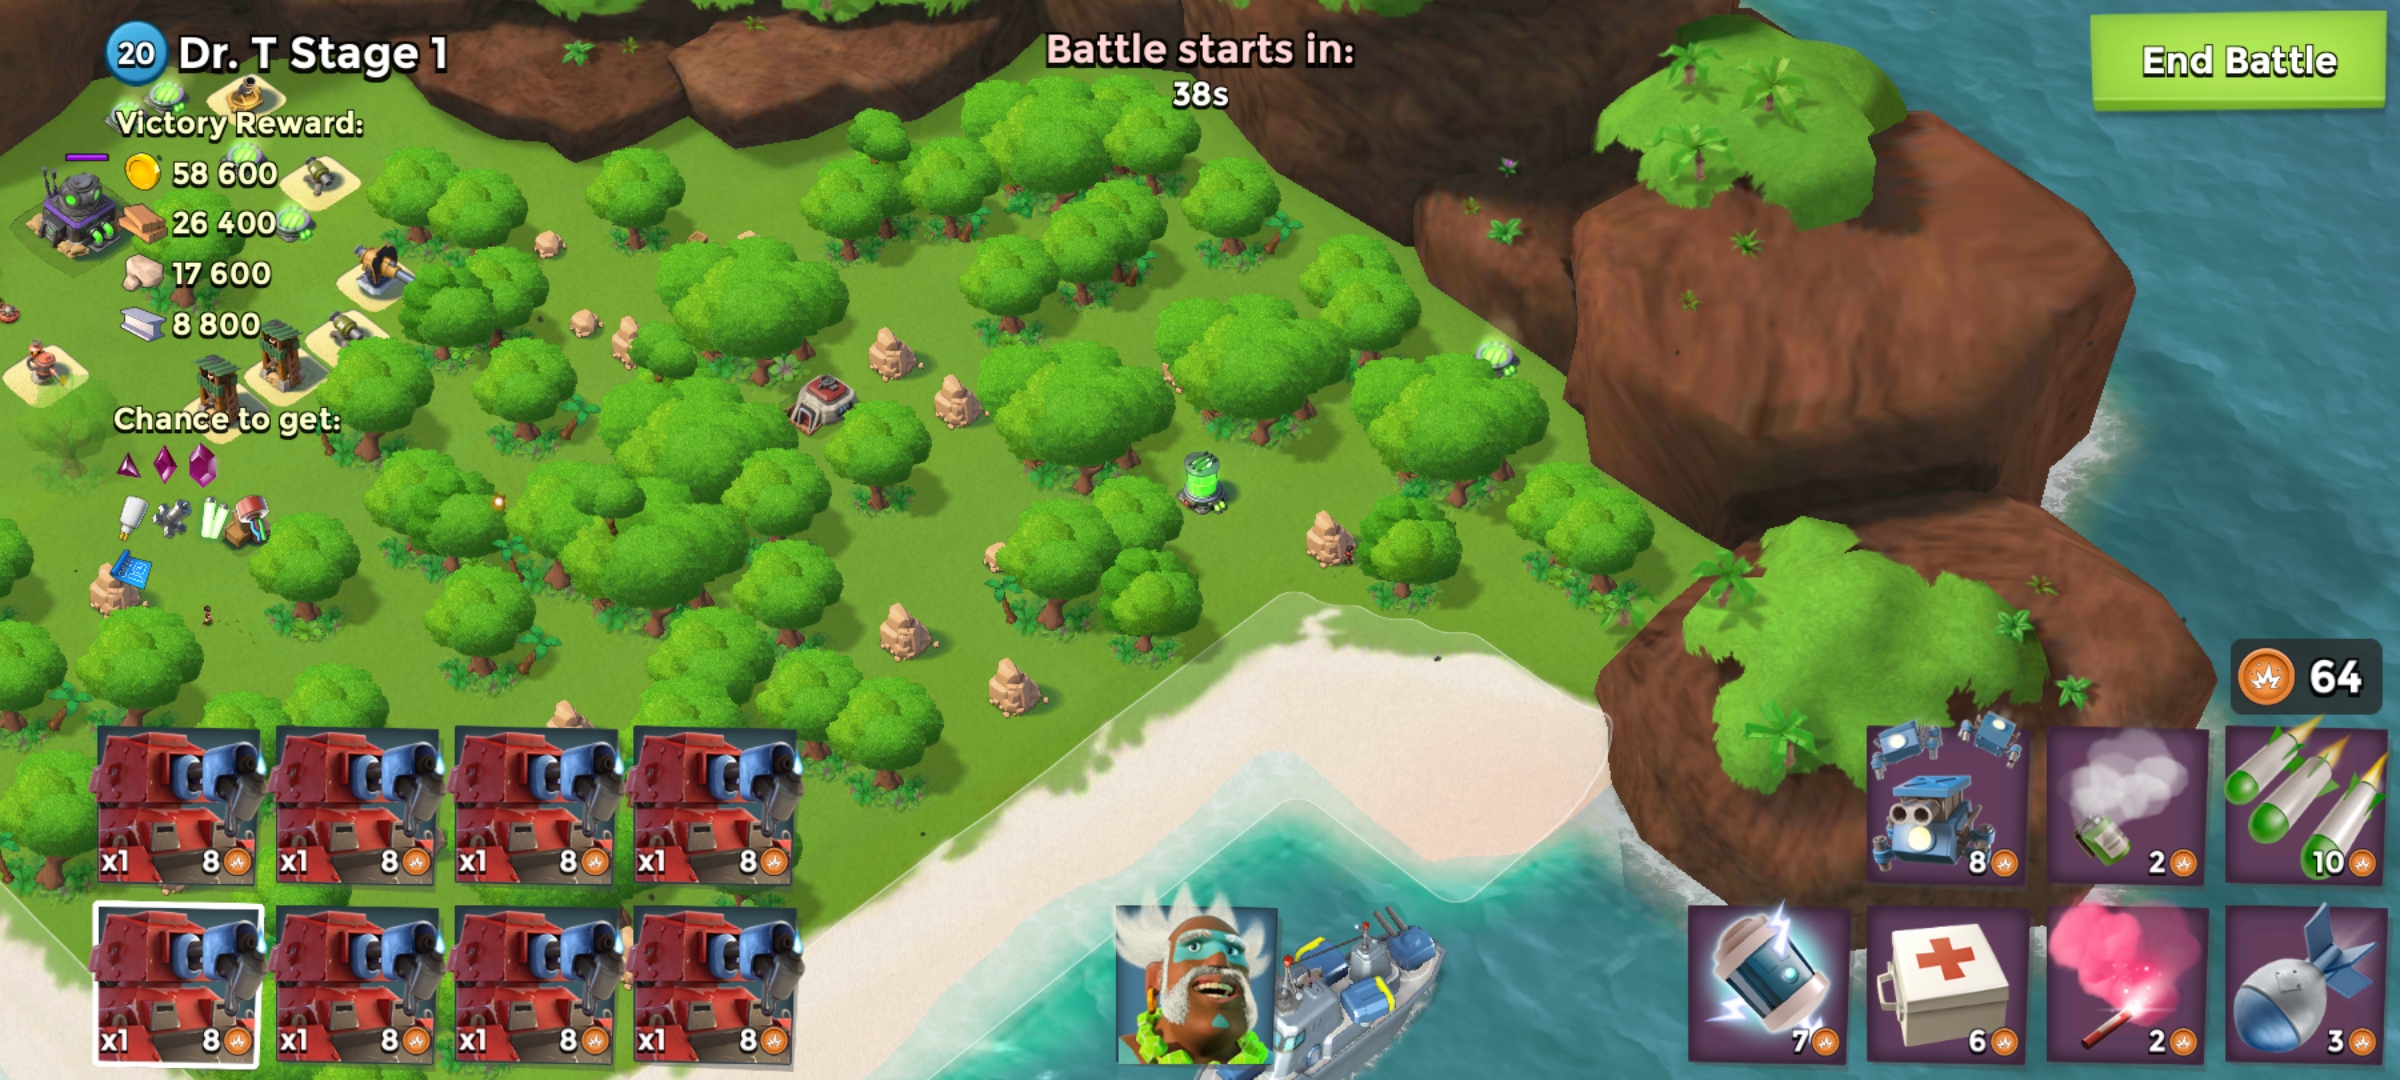 20 Dr. T Stage 1
Battle starts in:
38s
End Battle
Victory Reward:
58 600
26 400
17 600
8 800
Chance to get:
64
x1 8 x1 8 x1 8 x1 8
8 2 10
x1 8 x1 8 x1 8 x1 8
7 6 2 3